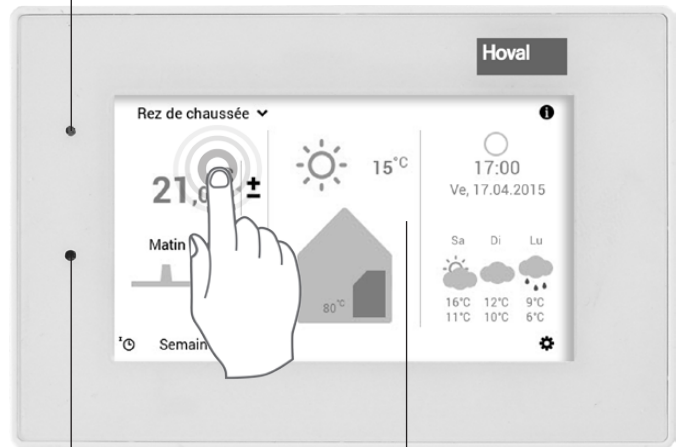 Hoval
Rez de chaussée
21,0
±
15°C
17:00
Ve, 17.04.2015
Matin
80°C
Sa Di Lu
16°C 12°C 9°C
11°C 10°C 6°C